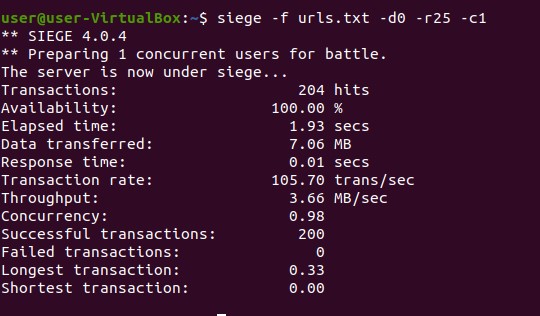 user@user-VirtualBox:~$ siege -f urls.txt -d0 -r25 -c1
** SIEGE 4.0.4
** Preparing 1 concurrent users for battle.
The server is now under siege...
Transactions: 204 hits
Availability: 100.00 %
Elapsed time: 1.93 secs
Data transferred: 7.06 MB
Response time: 0.01 secs
Transaction rate: 105.70 trans/sec
Throughput: 3.66 MB/sec
Concurrency: 0.98
Successful transactions: 200
Failed transactions: 0
Longest transaction: 0.33
Shortest transaction: 0.00